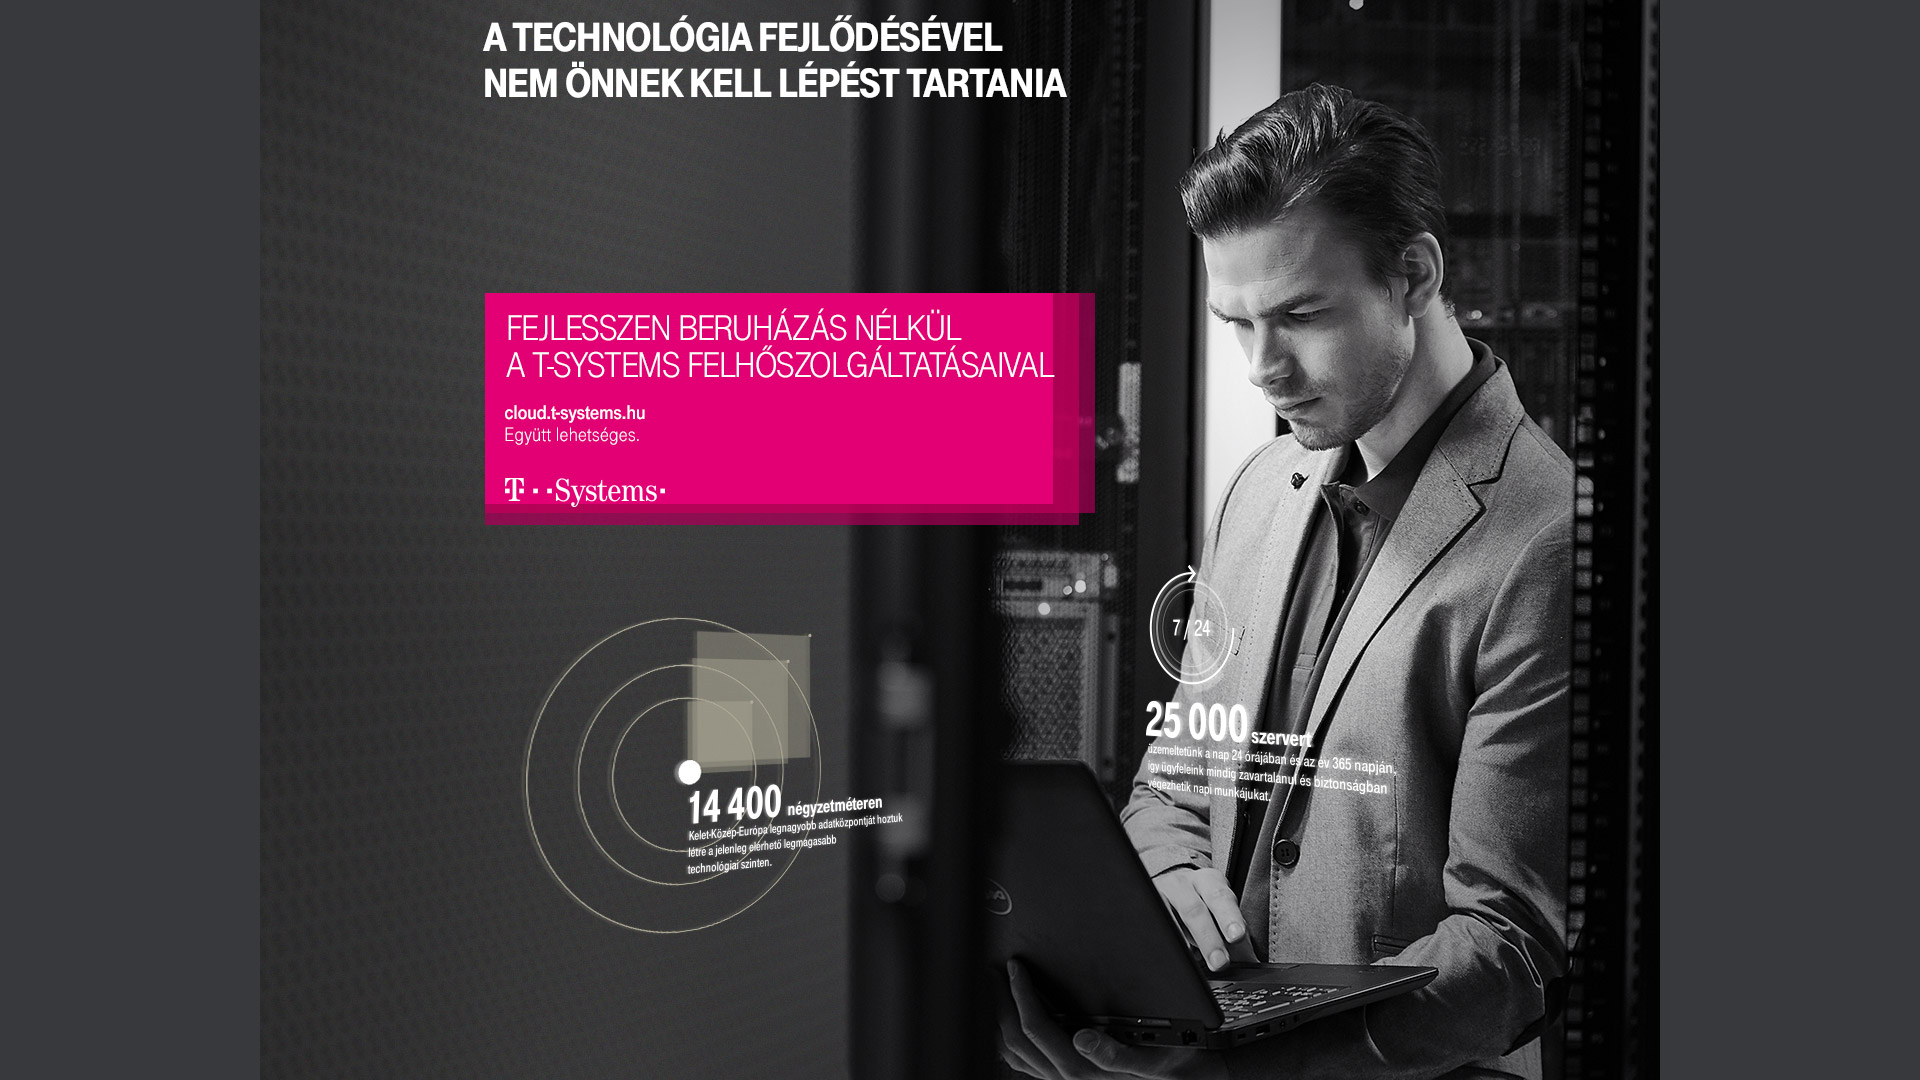 A TECHNOLÓGIA FEJLŐDÉSÉVEL
NEM ÖNNEK KELL LÉPÉST TARTANIA
FEJLESSZEN BERUHÁZÁS NÉLKÜL
A T-SYSTEMS FELHŐSZOLGÁLTATÁSAIVAL
cloud.t-systems.hu
Együtt lehetséges.
T · · Systems ·
7 / 24
25 000 szervert
üzemeltetünk a nap 24 órájában és az év 365 napján,
így ügyfeleink mindig zavartalanul és biztonságban
végezhetik napi munkájukat.
14 400 négyzetméteren
Kelet-Közép-Európa legnagyobb adatközpontját hoztuk
létre a jelenleg elérhető legmagasabb
technológiai szinten.